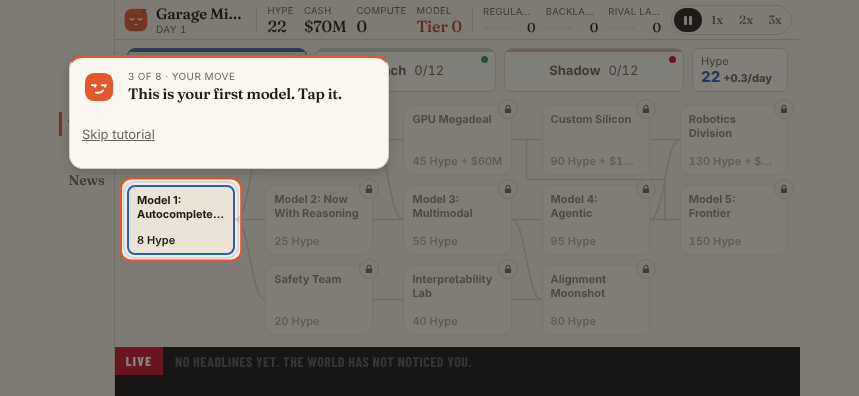 Garage Mi...
DAY 1
HYPE
22
CASH
$70M
COMPUTE
0
MODEL
Tier 0
REGULA...
0
BACKLA...
0
RIVAL LA...
0
1x
2x
3x
ch 0/12
Shadow 0/12
Hype
22 +0.3/day
3 OF 8 · YOUR MOVE
This is your first model. Tap it.
Skip tutorial
News
GPU Megadeal
45 Hype + $60M
Custom Silicon
90 Hype + $1...
Robotics
Division
130 Hype + $...
Model 1:
Autocomplete...
8 Hype
Model 2: Now
With Reasoning
25 Hype
Model 3:
Multimodal
55 Hype
Model 4:
Agentic
95 Hype
Model 5:
Frontier
150 Hype
Safety Team
20 Hype
Interpretability
Lab
40 Hype
Alignment
Moonshot
80 Hype
LIVE
NO HEADLINES YET. THE WORLD HAS NOT NOTICED YOU.